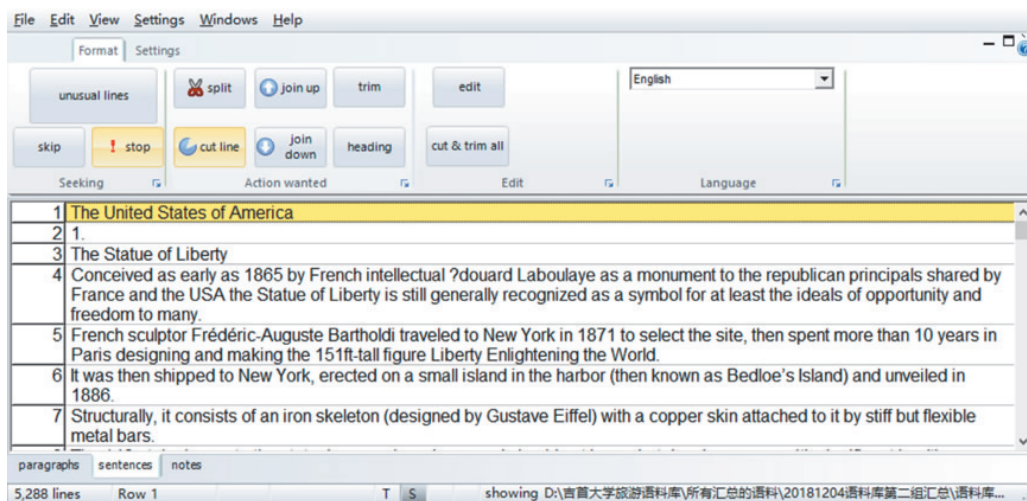 File Edit View Settings Windows Help
Format Settings
unusual lines split join up trim edit English
skip ! stop cut line join down heading cut & trim all
Seeking Action wanted Edit Language
1 The United States of America
2 1.
3 The Statue of Liberty
4 Conceived as early as 1865 by French intellectual ?douard Laboulaye as a monument to the republican principals shared by
France and the USA the Statue of Liberty is still generally recognized as a symbol for at least the ideals of opportunity and
freedom to many.
5 French sculptor Frédéric-Auguste Bartholdi traveled to New York in 1871 to select the site, then spent more than 10 years in
Paris designing and making the 151ft-tall figure Liberty Enlightening the World.
6 It was then shipped to New York, erected on a small island in the harbor (then known as Bedloe's Island) and unveiled in
1886.
7 Structurally, it consists of an iron skeleton (designed by Gustave Eiffel) with a copper skin attached to it by stiff but flexible
metal bars.
paragraphs sentences notes
5,288 lines Row 1 T S showing D:\吉首大学旅游语料库\所有汇总的语料\20181204语料库第二组汇总\语料库...